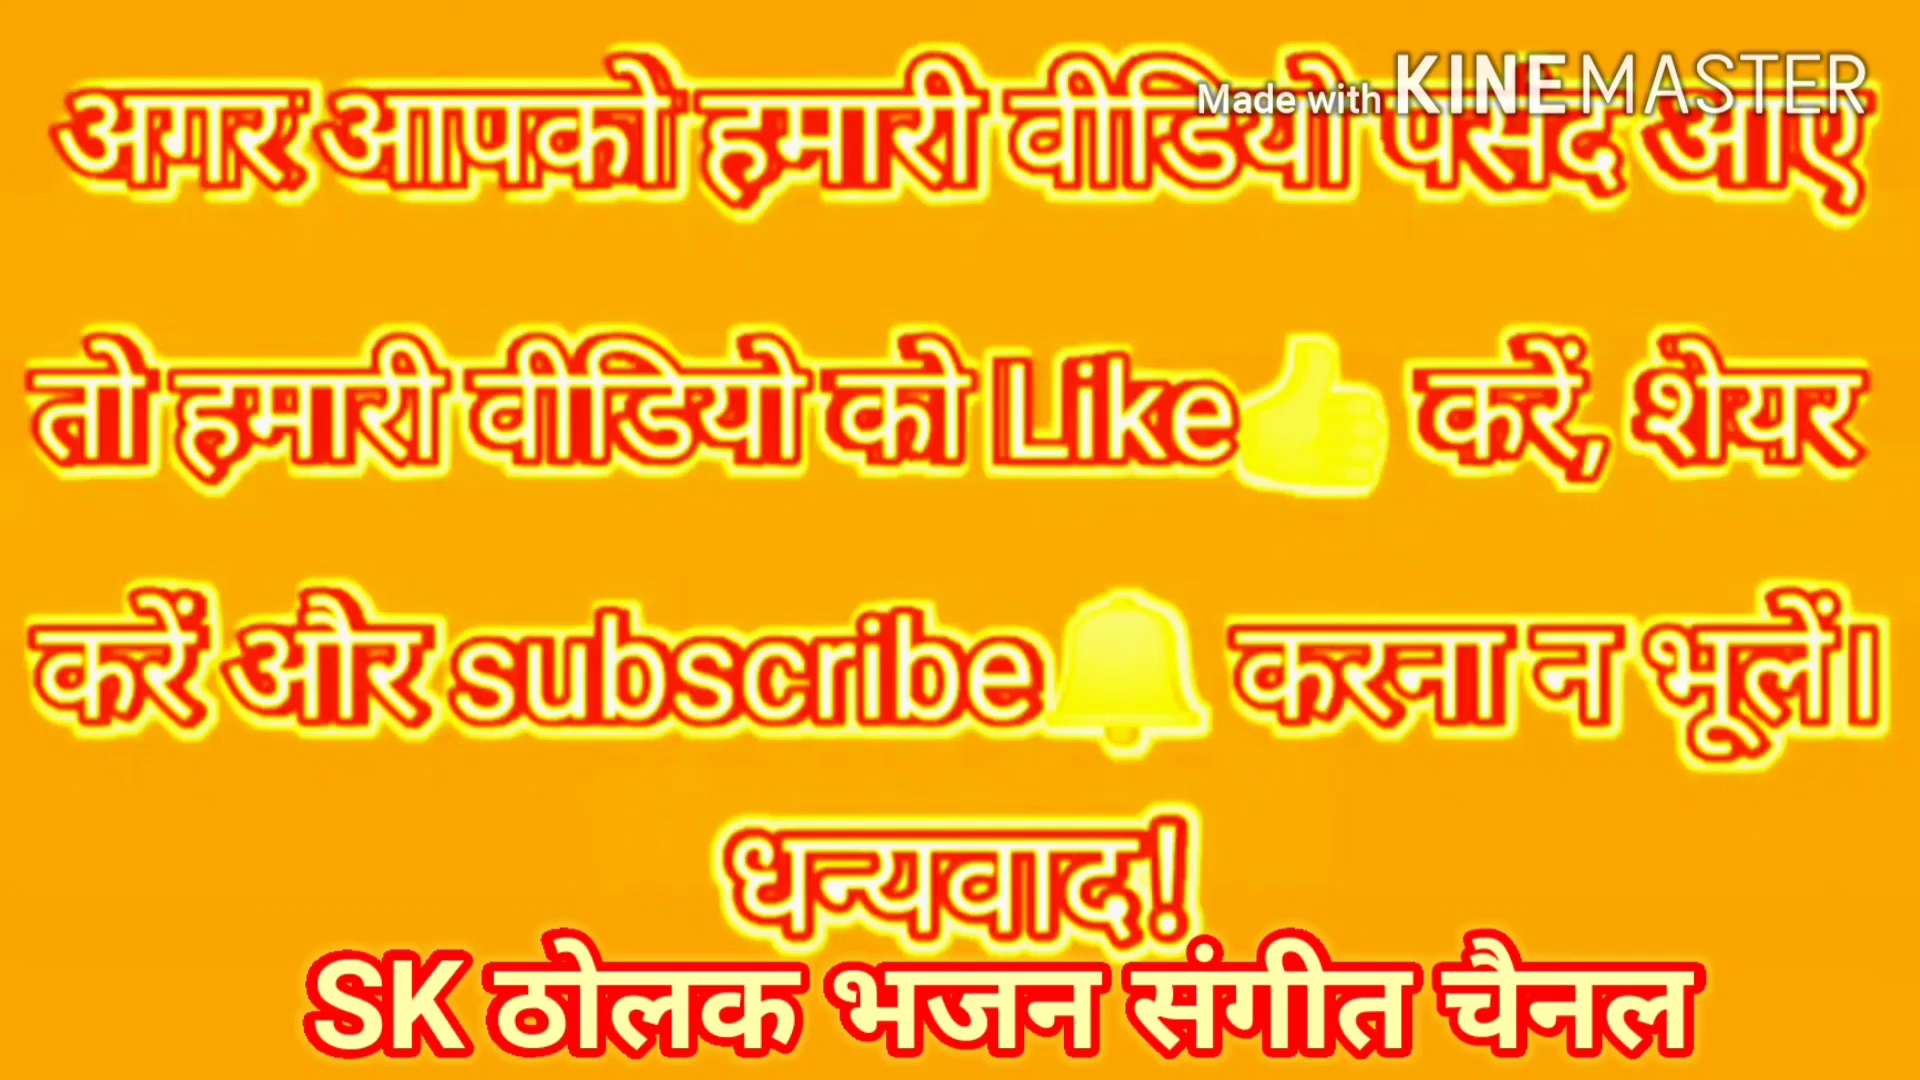 Made with KINEMASTER
अगर आपको हमारी वीडियो पसंद आए
तो हमारी वीडियो को Like👍 करें, शेयर
करें और subscribe🔔 करना न भूलें।
धन्यवाद!
SK ठोलक भजन संगीत चैनल